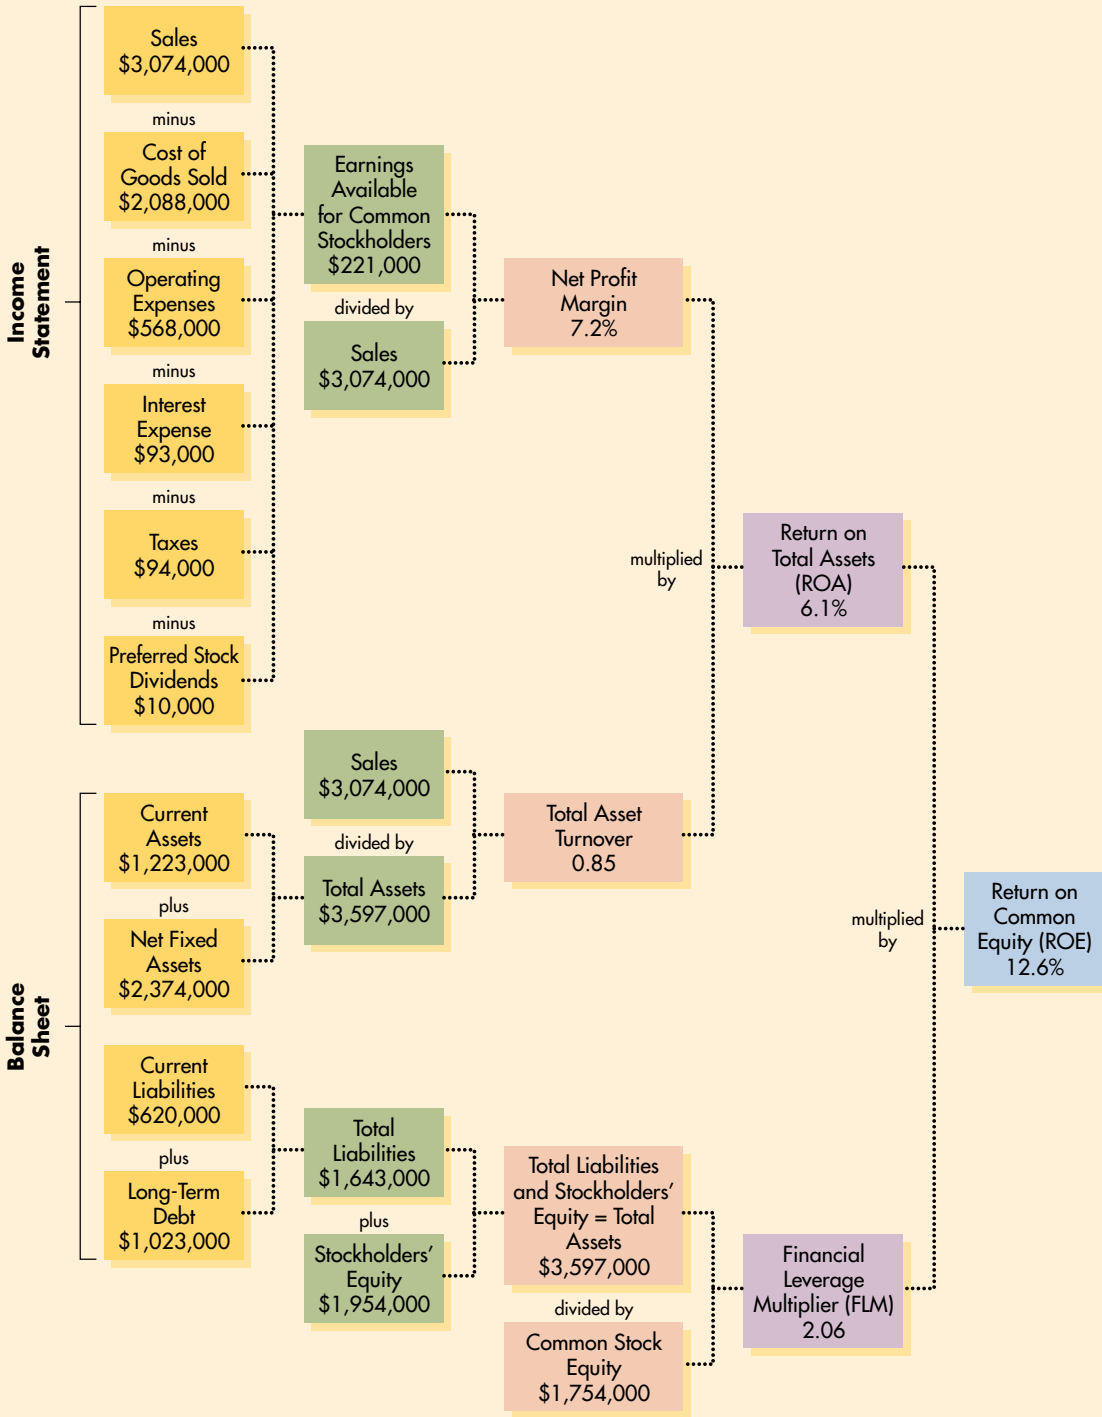 Income
Statement
Sales
$3,074,000
minus
Cost of
Goods Sold
$2,088,000
minus
Operating
Expenses
$568,000
minus
Interest
Expense
$93,000
minus
Taxes
$94,000
minus
Preferred Stock
Dividends
$10,000
Earnings
Available
for Common
Stockholders
$221,000
divided by
Sales
$3,074,000
Net Profit
Margin
7.2%
multiplied
by
Return on
Total Assets
(ROA)
6.1%
Balance
Sheet
Current
Assets
$1,223,000
plus
Net Fixed
Assets
$2,374,000
Sales
$3,074,000
divided by
Total Assets
$3,597,000
Total Asset
Turnover
0.85
multiplied
by
Return on
Common
Equity (ROE)
12.6%
Current
Liabilities
$620,000
plus
Long-Term
Debt
$1,023,000
Total
Liabilities
$1,643,000
plus
Stockholders’
Equity
$1,954,000
Total Liabilities
and Stockholders’
Equity = Total
Assets
$3,597,000
divided by
Common Stock
Equity
$1,754,000
Financial
Leverage
Multiplier (FLM)
2.06